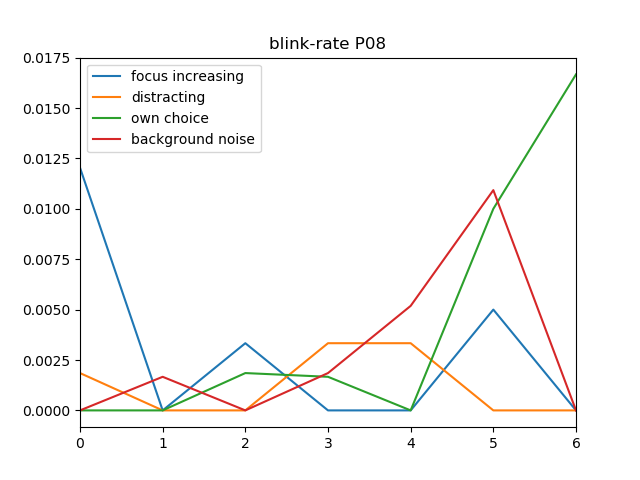 blink-rate P08
0.0175
0.0150
0.0125
0.0100
0.0075
0.0050
0.0025
0.0000
focus increasing
distracting
own choice
background noise
0 1 2 3 4 5 6